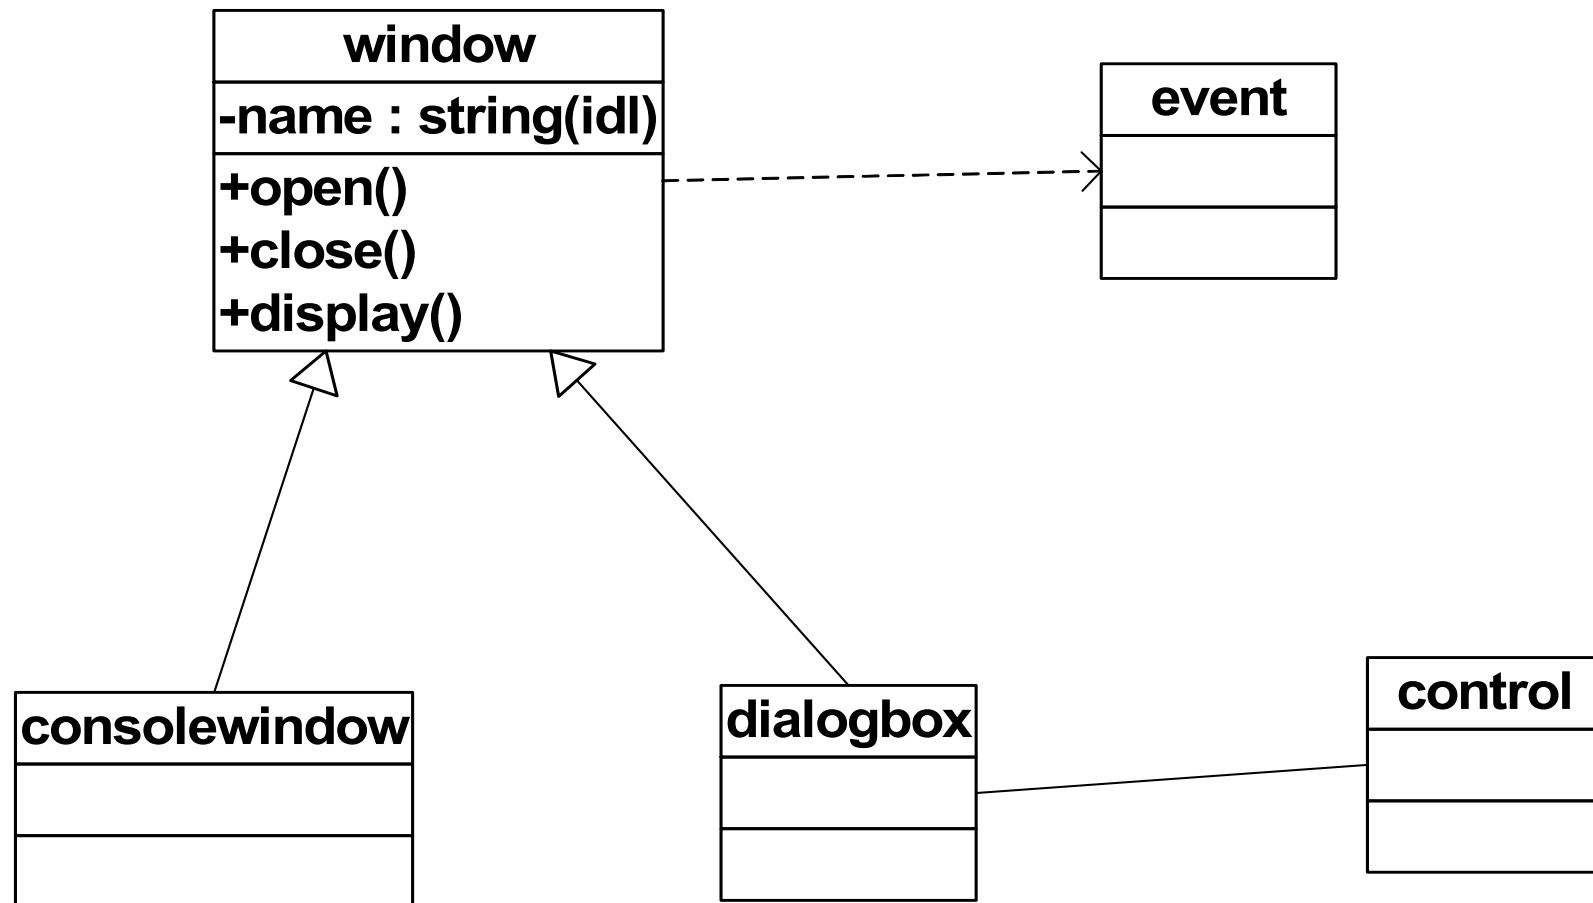 window
-name : string(idl)
+open()
+close()
+display()
event
consolewindow
dialogbox
control